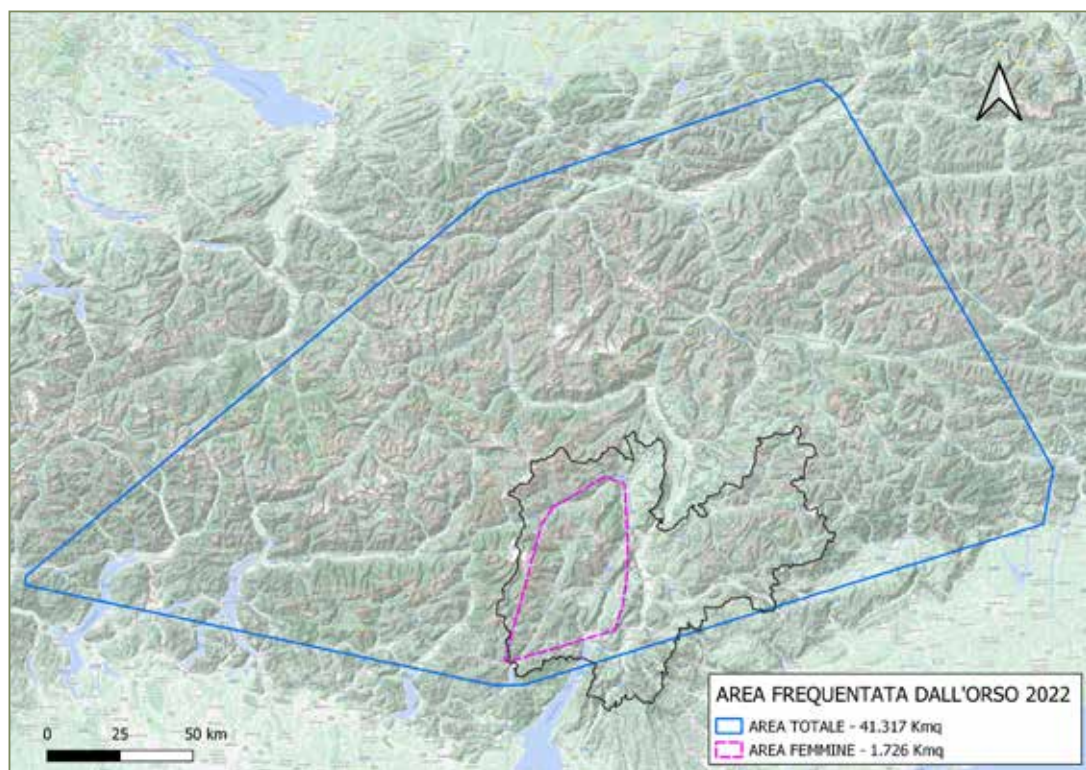 0 25 50 km
AREA FREQUENTATA DALL'ORSO 2022
AREA TOTALE - 41.317 Kmq
AREA FEMMINE - 1.726 Kmq